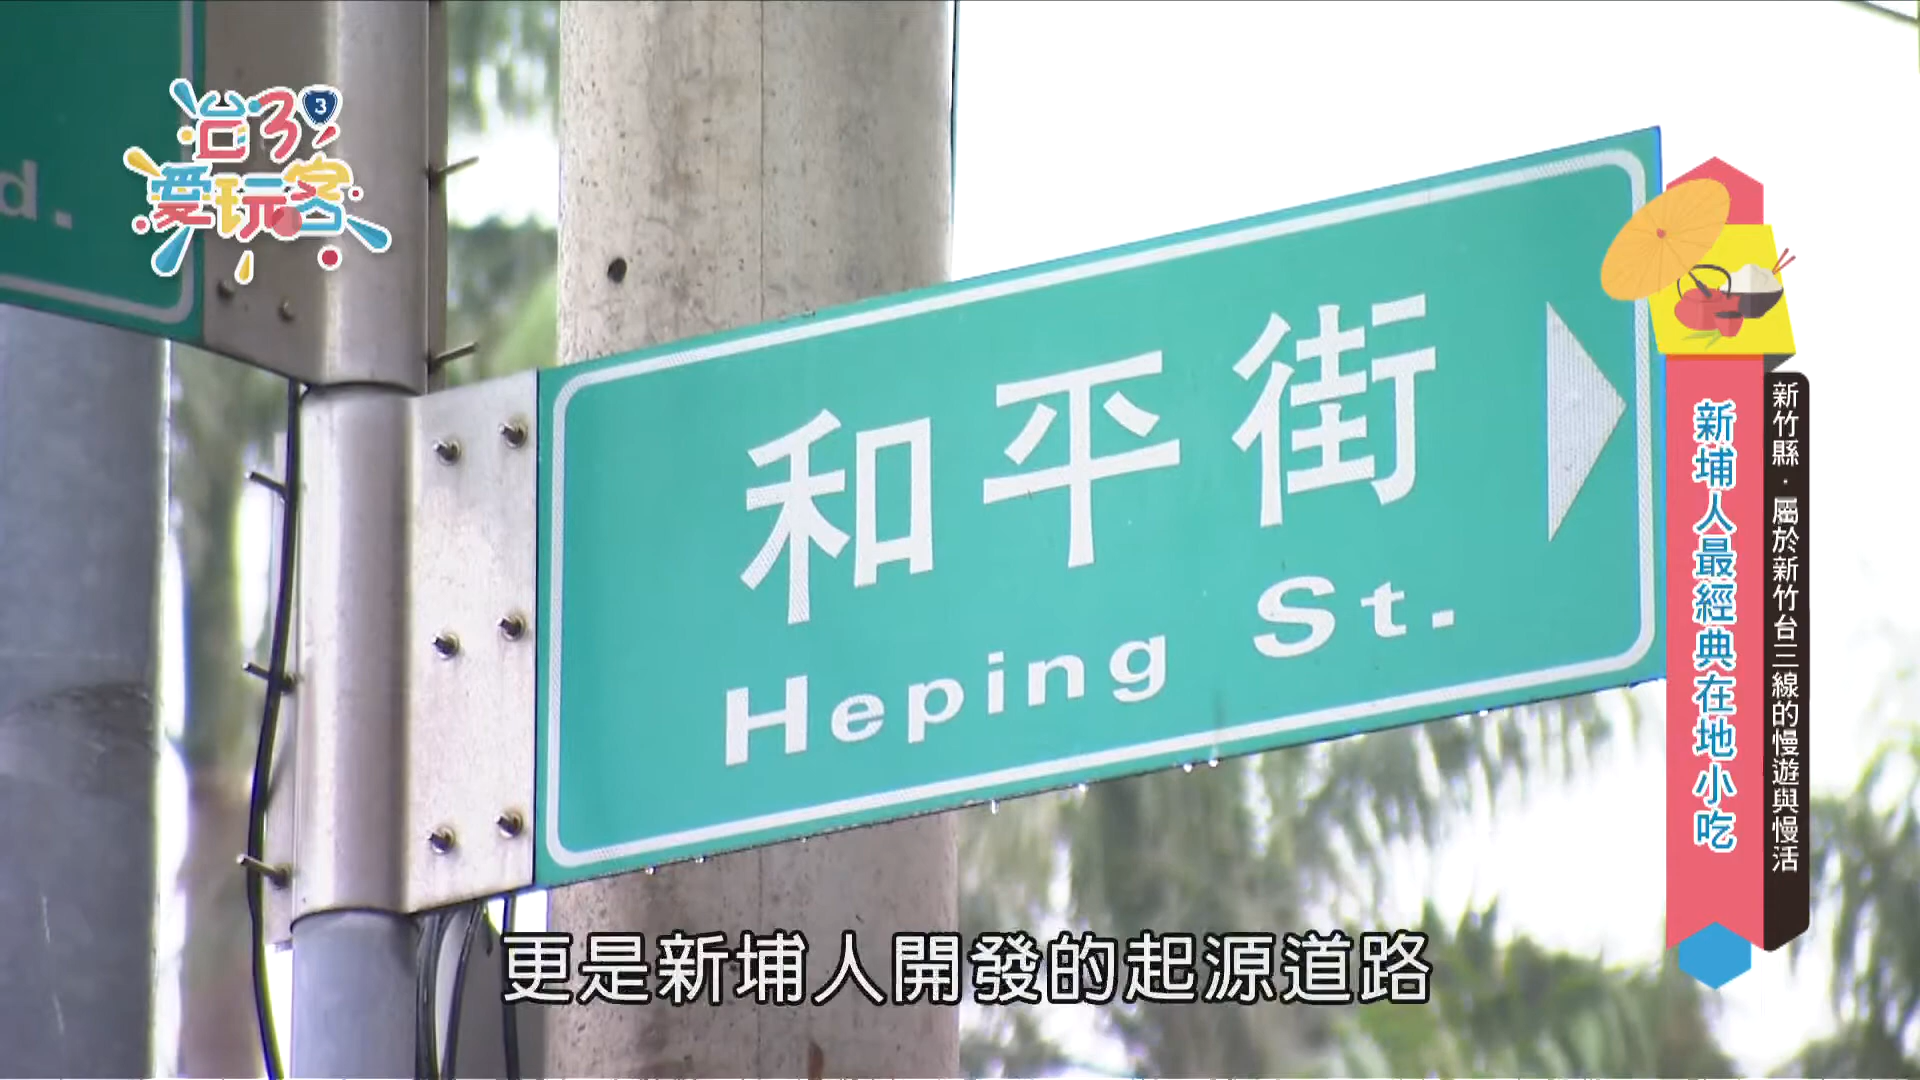 d.
台3
3
愛玩客
和平街
Heping St.
新竹縣·屬於新竹台三線的慢遊與慢活
新埔人最經典在地小吃
更是新埔人開發的起源道路